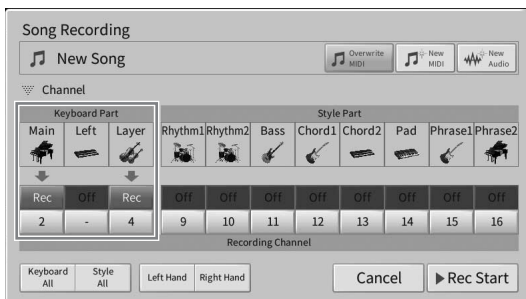 Song Recording
New Song
Overwrite MIDI
New MIDI
New Audio
Channel
Keyboard Part
Style Part
Main Left Layer Rhythm1 Rhythm2 Bass Chord1 Chord2 Pad Phrase1 Phrase2
Rec Off Rec Off Off Off Off Off Off Off Off
2 - 4 9 10 11 12 13 14 15 16
Recording Channel
Keyboard All
Style All
Left Hand
Right Hand
Cancel
Rec Start